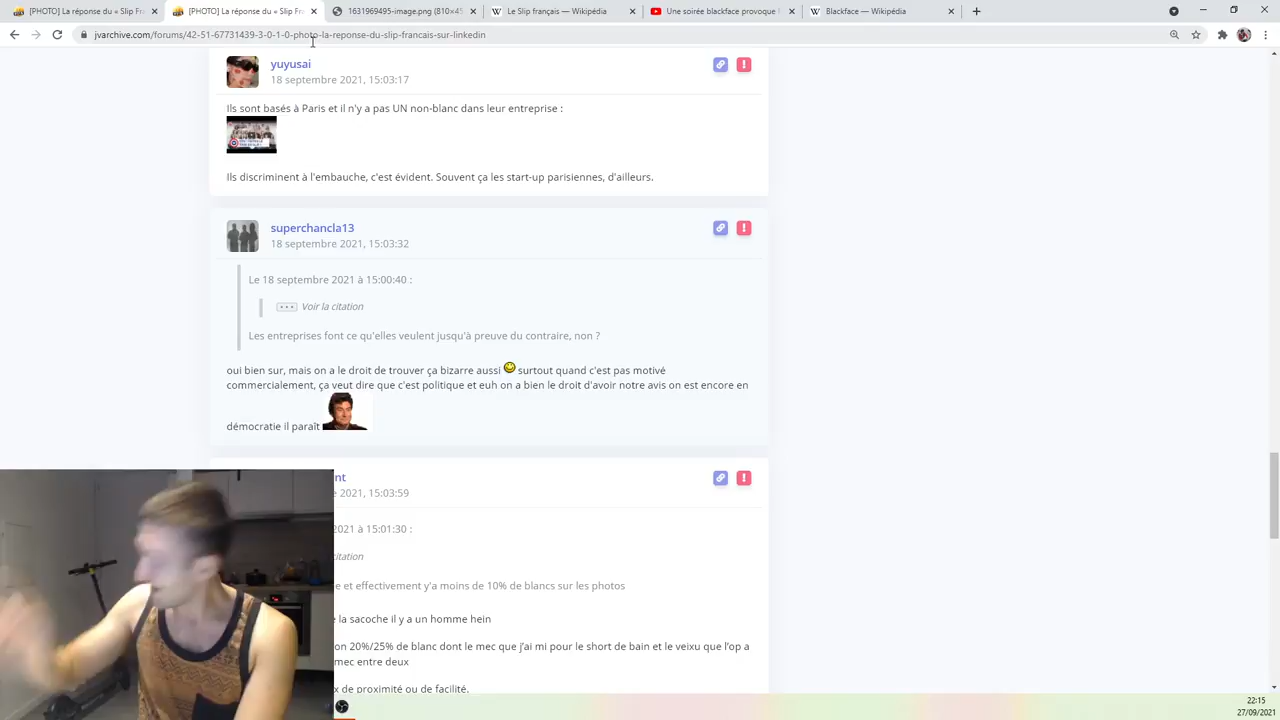 [PHOTO] La réponse du « Slip Fra
[PHOTO] La réponse du « Slip Fra
1631969495-image.png (810×45
Le Slip français — Wikipédia
Une soirée blackface provoque l
Blackface — Wikipédia
jvarchive.com/forums/42-51-67731439-3-0-1-0-photo-la-reponse-du-slip-francais-sur-linkedin
yuyusai
18 septembre 2021, 15:03:17
Ils sont basés à Paris et il n'y a pas UN non-blanc dans leur entreprise :
Ils discriminent à l'embauche, c'est évident. Souvent ça les start-up parisiennes, d'ailleurs.
superchancla13
18 septembre 2021, 15:03:32
Le 18 septembre 2021 à 15:00:40 :
Voir la citation
Les entreprises font ce qu'elles veulent jusqu'à preuve du contraire, non ?
oui bien sur, mais on a le droit de trouver ça bizarre aussi surtout quand c'est pas motivé
commercialement, ça veut dire que c'est politique et euh on a bien le droit d'avoir notre avis on est encore en
démocratie il paraît
nt
e 2021, 15:03:59
2021 à 15:01:30 :
citation
e et effectivement y'a moins de 10% de blancs sur les photos
la sacoche il y a un homme hein
on 20%/25% de blanc dont le mec que j'ai mi pour le short de bain et le veixu que l'op a
mec entre deux
x de proximité ou de facilité.
22:15
27/09/2021